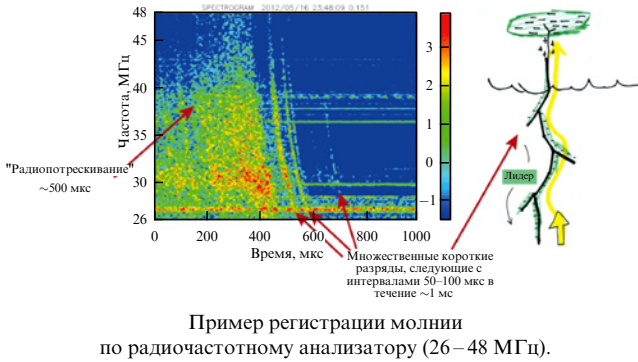 SPECTROGRAM 2012/05/16 23:48:09 0.151
Частота, МГц
48
45
40
35
30
26
0
200
400
600
800
1000
Время, мкс
3
2
1
0
−1
"Радиопотрескивание"
~500 мкс
Множественные короткие
разряды, следующие с
интервалами 50–100 мкс в
течение ~1 мс
Лидер
Пример регистрации молнии
по радиочастотному анализатору (26–48 МГц).